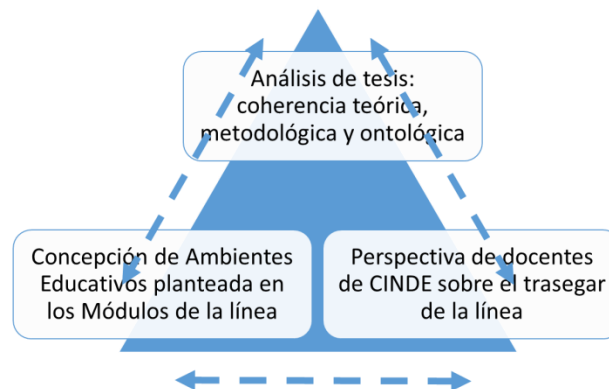 Análisis de tesis:
coherencia teórica,
metodológica y ontológica
Concepción de Ambientes
Educativos planteada en
los Módulos de la línea
Perspectiva de docentes
de CINDE sobre el trasegar
de la línea